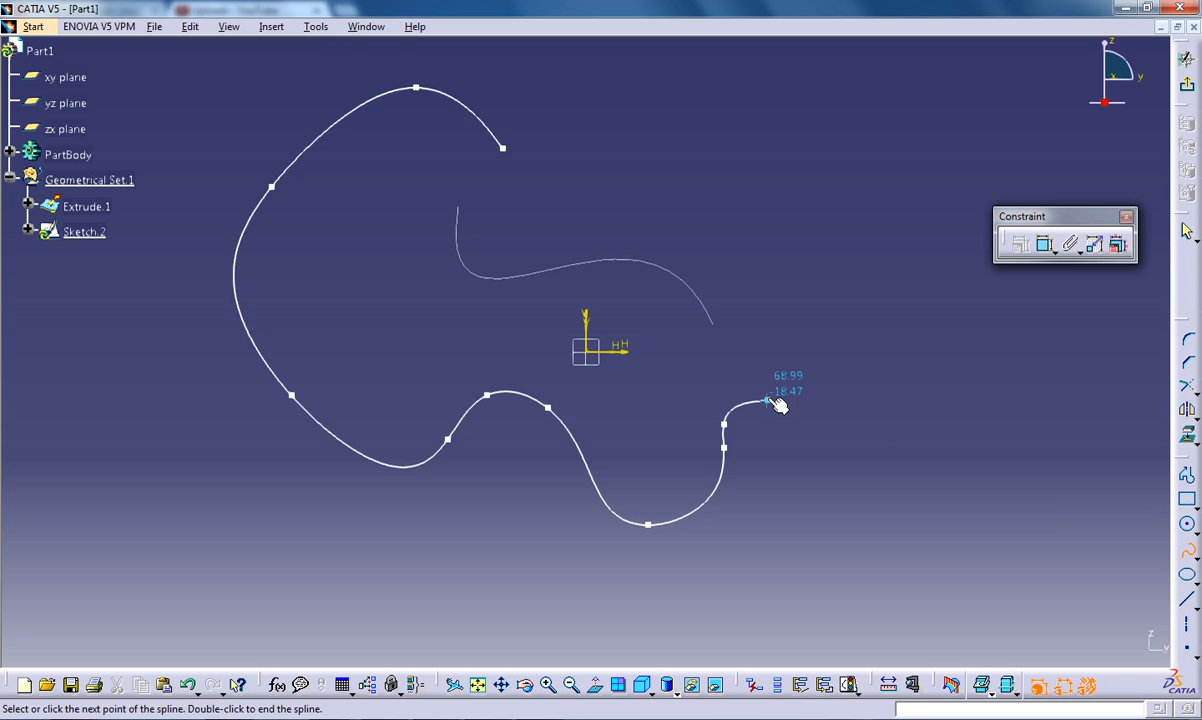 CATIA V5 - [Part1]
Start ENOVIA V5 VPM File Edit View Insert Tools Window Help
Part1
xy plane
yz plane
zx plane
PartBody
Geometrical Set.1
Extrude.1
Sketch.2
z
y
x
Constraint
V
H H
68.99
-18.47
z
y
f(x)
CATIA
Select or click the next point of the spline. Double-click to end the spline.